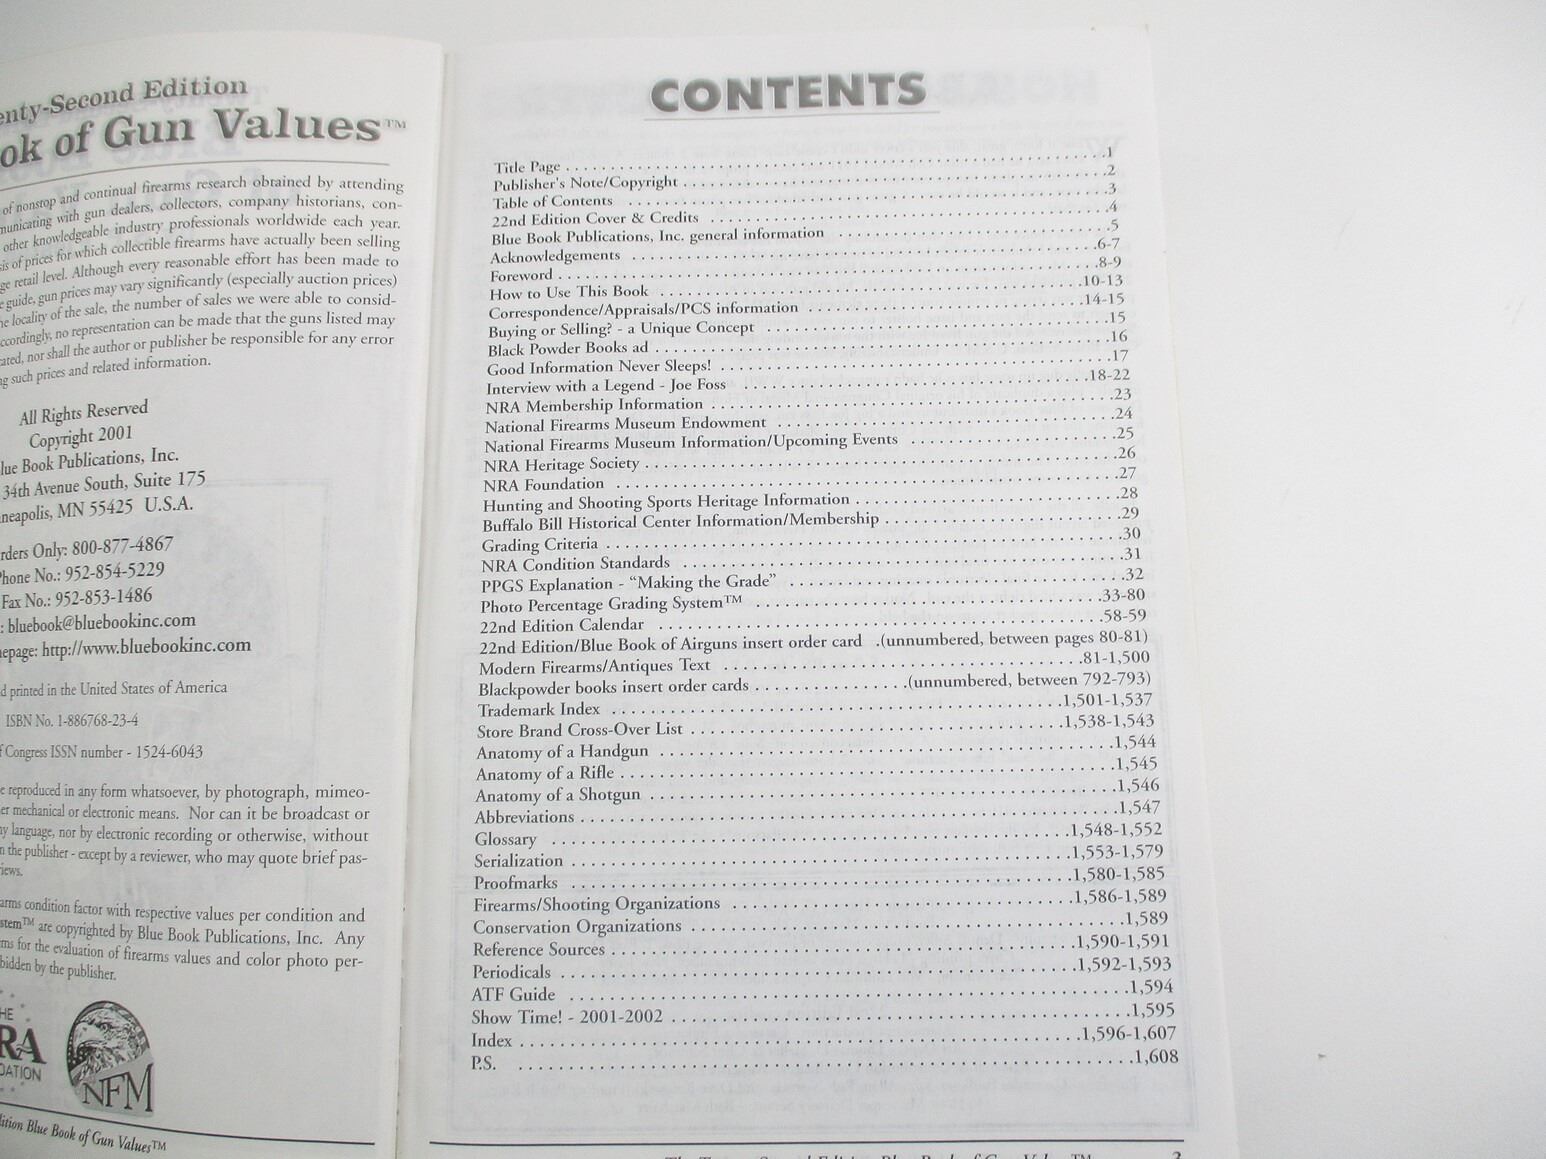 enty-Second Edition
ok of Gun Values™
of nonstop and continual firearms research obtained by attending
municating with gun dealers, collectors, company historians, con-
other knowledgeable industry professionals worldwide each year.
sis of prices for which collectible firearms have actually been selling
ge retail level. Although every reasonable effort has been made to
e guide, gun prices may vary significantly (especially auction prices)
he locality of the sale, the number of sales we were able to consid-
ccordingly, no representation can be made that the guns listed may
ated, nor shall the author or publisher be responsible for any error
ng such prices and related information.
All Rights Reserved
Copyright 2001
lue Book Publications, Inc.
34th Avenue South, Suite 175
neapolis, MN 55425 U.S.A.
rders Only: 800-877-4867
Phone No.: 952-854-5229
Fax No.: 952-853-1486
: bluebook@bluebookinc.com
mepage: http://www.bluebookinc.com
d printed in the United States of America
ISBN No. 1-886768-23-4
f Congress ISSN number - 1524-6043
e reproduced in any form whatsoever, by photograph, mimeo-
er mechanical or electronic means. Nor can it be broadcast or
ny language, nor by electronic recording or otherwise, without
n the publisher - except by a reviewer, who may quote brief pas-
iews.
arms condition factor with respective values per condition and
stem™ are copyrighted by Blue Book Publications, Inc. Any
ms for the evaluation of firearms values and color photo per-
bidden by the publisher.
HE
RA
DATION
NFM
dition Blue Book of Gun Values™
CONTENTS
Title Page . . . . . . . . . . 1
Publisher's Note/Copyright . . . . . . . . . . 2
Table of Contents . . . . . . . . . . 3
22nd Edition Cover & Credits . . . . . . . . . . 4
Blue Book Publications, Inc. general information . . . . . . . . . . 5
Acknowledgements . . . . . . . . . . 6-7
Foreword . . . . . . . . . . 8-9
How to Use This Book . . . . . . . . . . 10-13
Correspondence/Appraisals/PCS information . . . . . . . . . . 14-15
Buying or Selling? - a Unique Concept . . . . . . . . . . 15
Black Powder Books ad . . . . . . . . . . 16
Good Information Never Sleeps! . . . . . . . . . . 17
Interview with a Legend - Joe Foss . . . . . . . . . . 18-22
NRA Membership Information . . . . . . . . . . 23
National Firearms Museum Endowment . . . . . . . . . . 24
National Firearms Museum Information/Upcoming Events . . . . . . . . . . 25
NRA Heritage Society . . . . . . . . . . 26
NRA Foundation . . . . . . . . . . 27
Hunting and Shooting Sports Heritage Information . . . . . . . . . . 28
Buffalo Bill Historical Center Information/Membership . . . . . . . . . . 29
Grading Criteria . . . . . . . . . . 30
NRA Condition Standards . . . . . . . . . . 31
PPGS Explanation - “Making the Grade” . . . . . . . . . . 32
Photo Percentage Grading System™ . . . . . . . . . . 33-80
22nd Edition Calendar . . . . . . . . . . 58-59
22nd Edition/Blue Book of Airguns insert order card .(unnumbered, between pages 80-81)
Modern Firearms/Antiques Text . . . . . . . . . . 81-1,500
Blackpowder books insert order cards . . . . . . . . . . (unnumbered, between 792-793)
Trademark Index . . . . . . . . . . 1,501-1,537
Store Brand Cross-Over List . . . . . . . . . . 1,538-1,543
Anatomy of a Handgun . . . . . . . . . . 1,544
Anatomy of a Rifle . . . . . . . . . . 1,545
Anatomy of a Shotgun . . . . . . . . . . 1,546
Abbreviations . . . . . . . . . . 1,547
Glossary . . . . . . . . . . 1,548-1,552
Serialization . . . . . . . . . . 1,553-1,579
Proofmarks . . . . . . . . . . 1,580-1,585
Firearms/Shooting Organizations . . . . . . . . . . 1,586-1,589
Conservation Organizations . . . . . . . . . . 1,589
Reference Sources . . . . . . . . . . 1,590-1,591
Periodicals . . . . . . . . . . 1,592-1,593
ATF Guide . . . . . . . . . . 1,594
Show Time! - 2001-2002 . . . . . . . . . . 1,595
Index . . . . . . . . . . 1,596-1,607
P.S. . . . . . . . . . . 1,608